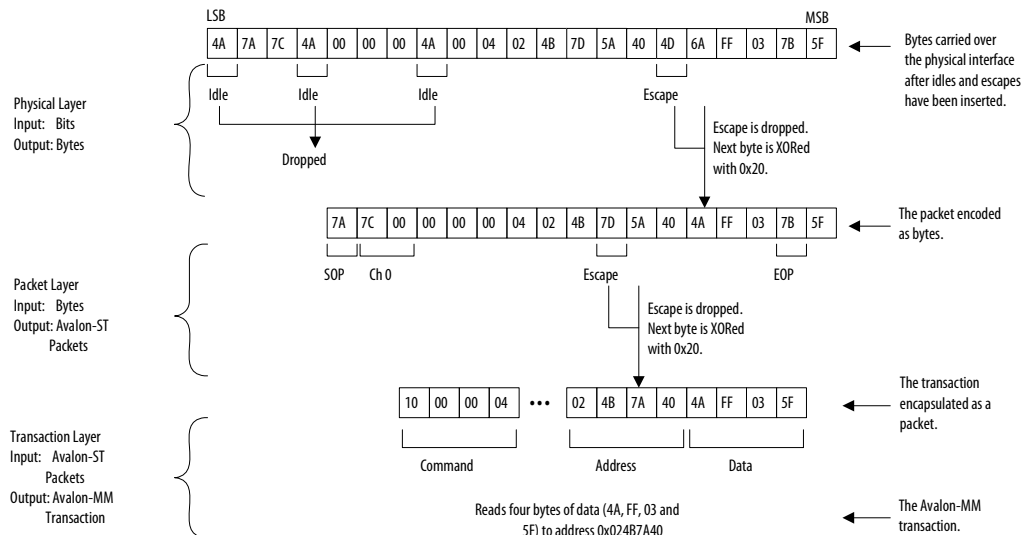 LSB MSB
4A 7A 7C 4A 00 00 00 4A 00 04 02 4B 7D 5A 40 4D 6A FF 03 7B 5F
Bytes carried over
the physical interface
after idles and escapes
have been inserted.
Idle Idle Idle Escape
Physical Layer
Input: Bits
Output: Bytes
Dropped
Escape is dropped.
Next byte is XORed
with 0x20.
7A 7C 00 00 00 00 04 02 4B 7D 5A 40 4A FF 03 7B 5F
The packet encoded
as bytes.
SOP Ch 0 Escape EOP
Packet Layer
Input: Bytes
Output: Avalon-ST
Packets
Escape is dropped.
Next byte is XORed
with 0x20.
10 00 00 04 ••• 02 4B 7A 40 4A FF 03 5F
The transaction
encapsulated as a
packet.
Command Address Data
Transaction Layer
Input: Avalon-ST
Packets
Output: Avalon-MM
Transaction
Reads four bytes of data (4A, FF, 03 and
5F) to address 0x024B7A40
The Avalon-MM
transaction.